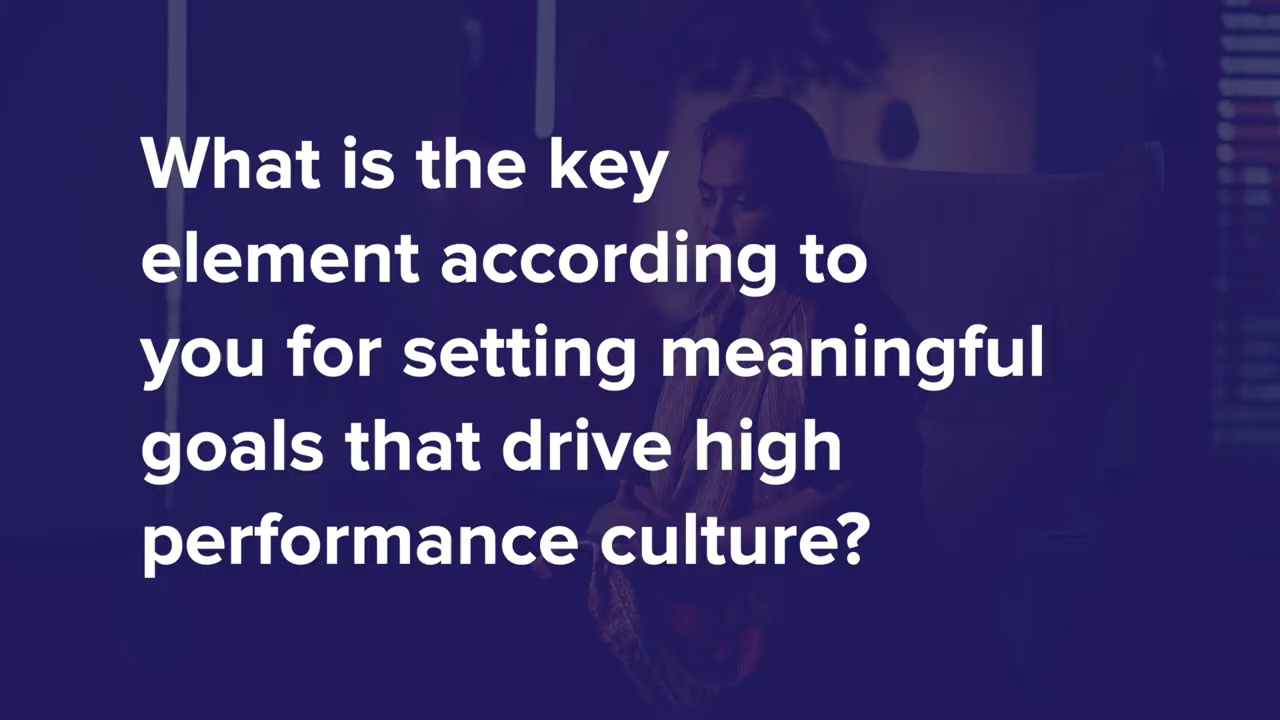 What is the key
element according to
you for setting meaningful
goals that drive high
performance culture?